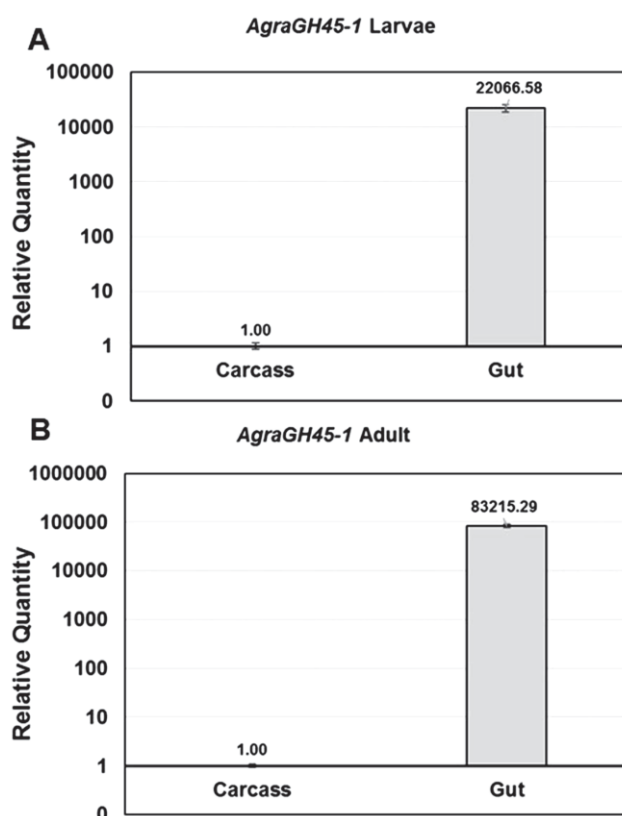 A
AgraGH45-1 Larvae
Relative Quantity
100000
10000
1000
100
10
1
0
22066.58
1.00
Carcass
Gut
B
AgraGH45-1 Adult
Relative Quantity
1000000
100000
10000
1000
100
10
1
0
83215.29
1.00
Carcass
Gut